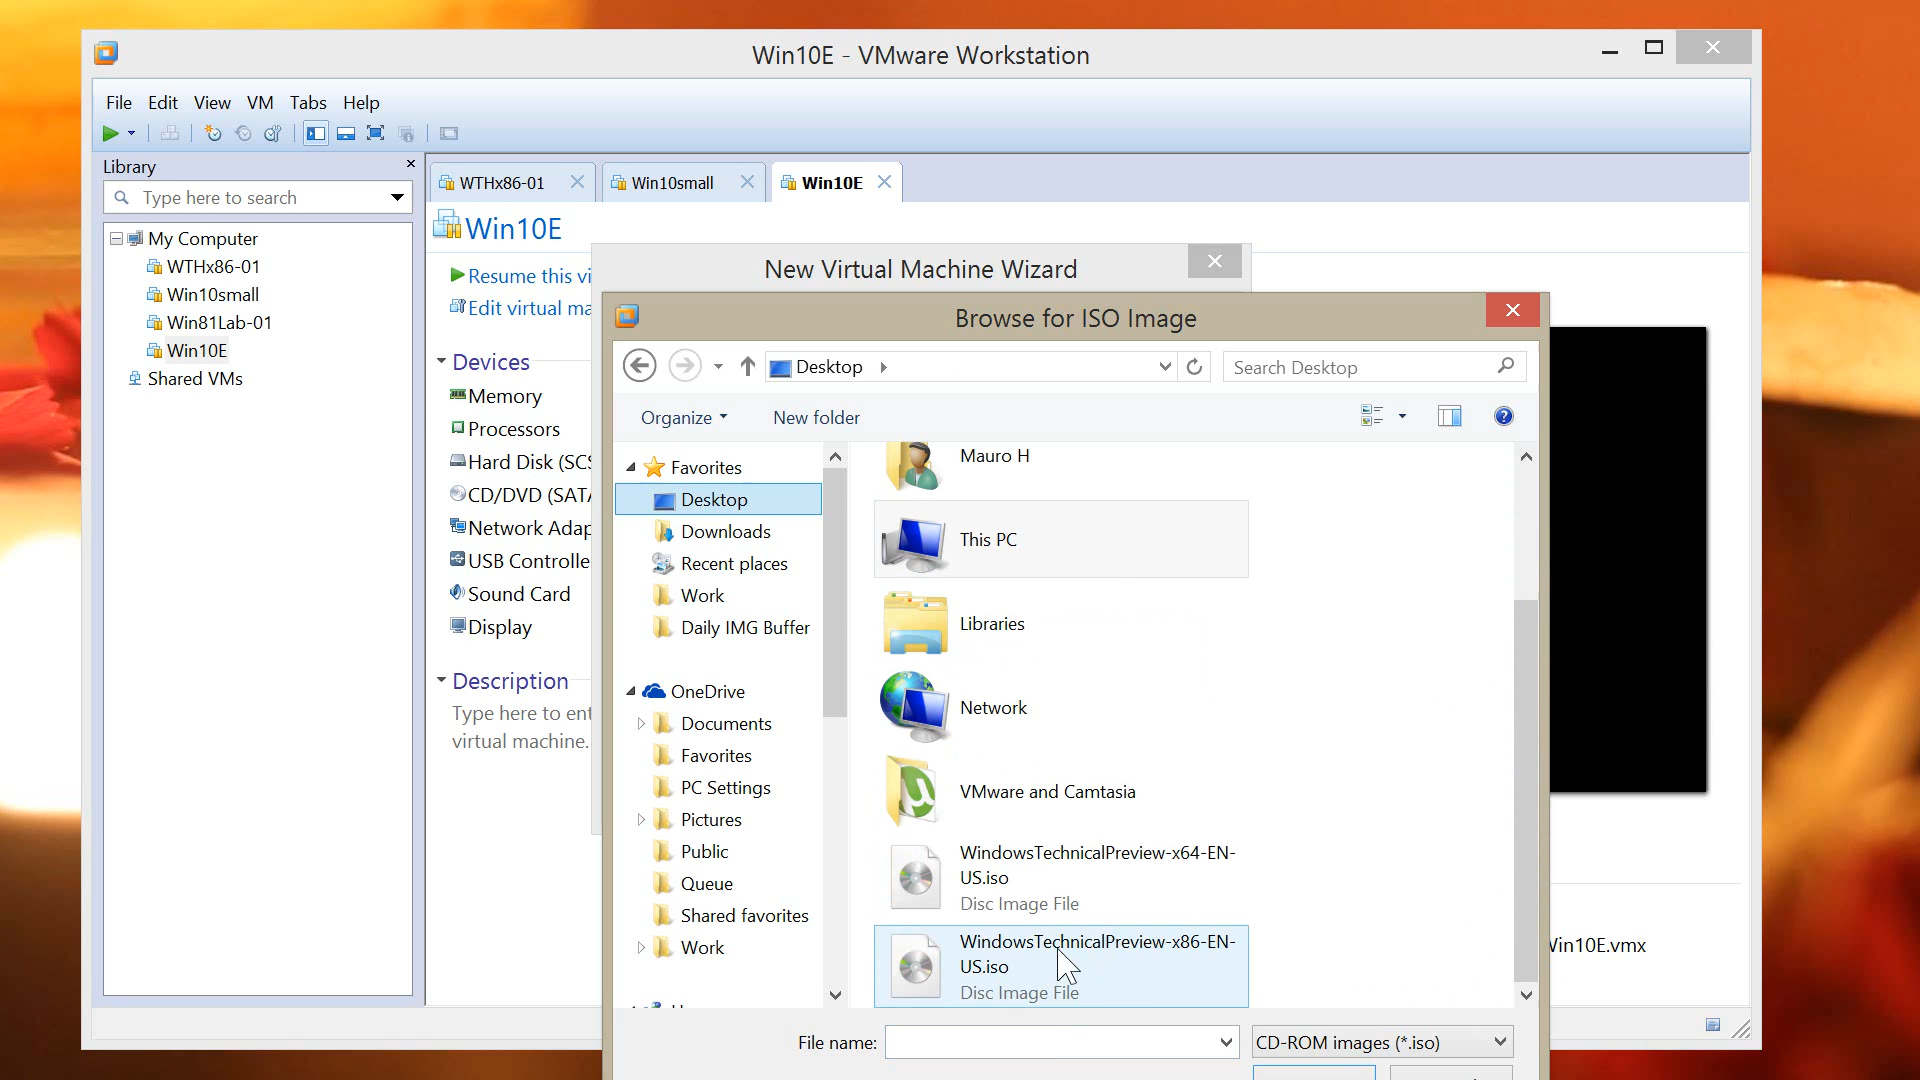 Win10E - VMware Workstation
File Edit View VM Tabs Help
Library
Type here to search
My Computer
WTHx86-01
Win10small
Win81Lab-01
Win10E
Shared VMs
WTHx86-01
Win10small
Win10E
Win10E
Resume this vi
Edit virtual ma
Devices
Memory
Processors
Hard Disk (SCS
CD/DVD (SATA
Network Adap
USB Controlle
Sound Card
Display
Description
Type here to ent
virtual machine.
New Virtual Machine Wizard
Browse for ISO Image
Desktop
Search Desktop
Organize
New folder
Favorites
Desktop
Downloads
Recent places
Work
Daily IMG Buffer
OneDrive
Documents
Favorites
PC Settings
Pictures
Public
Queue
Shared favorites
Work
Mauro H
This PC
Libraries
Network
VMware and Camtasia
WindowsTechnicalPreview-x64-EN-
US.iso
Disc Image File
WindowsTechnicalPreview-x86-EN-
US.iso
Disc Image File
File name:
CD-ROM images (*.iso)
Win10E.vmx